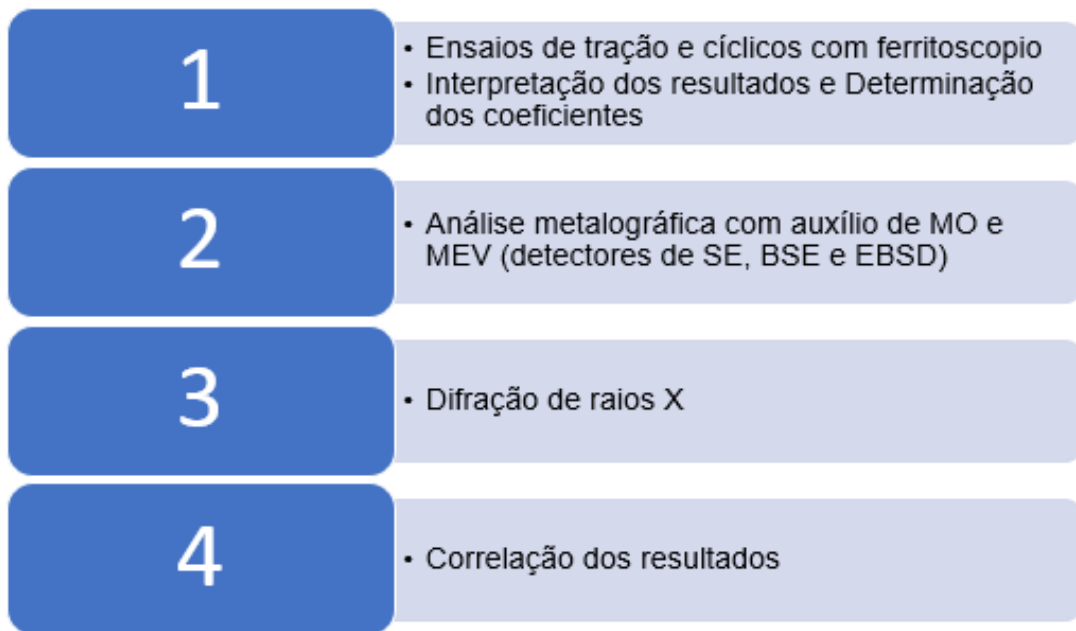 1
• Ensaios de tração e cíclicos com ferritoscopio
• Interpretação dos resultados e Determinação
dos coeficientes
2
• Análise metalográfica com auxílio de MO e
MEV (detectores de SE, BSE e EBSD)
3
• Difração de raios X
4
• Correlação dos resultados